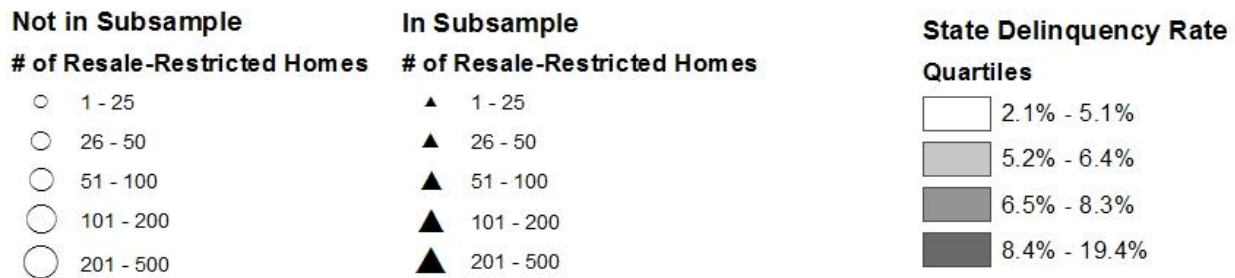 Not in Subsample
# of Resale-Restricted Homes
1 - 25
26 - 50
51 - 100
101 - 200
201 - 500
In Subsample
# of Resale-Restricted Homes
1 - 25
26 - 50
51 - 100
101 - 200
201 - 500
State Delinquency Rate
Quartiles
2.1% - 5.1%
5.2% - 6.4%
6.5% - 8.3%
8.4% - 19.4%